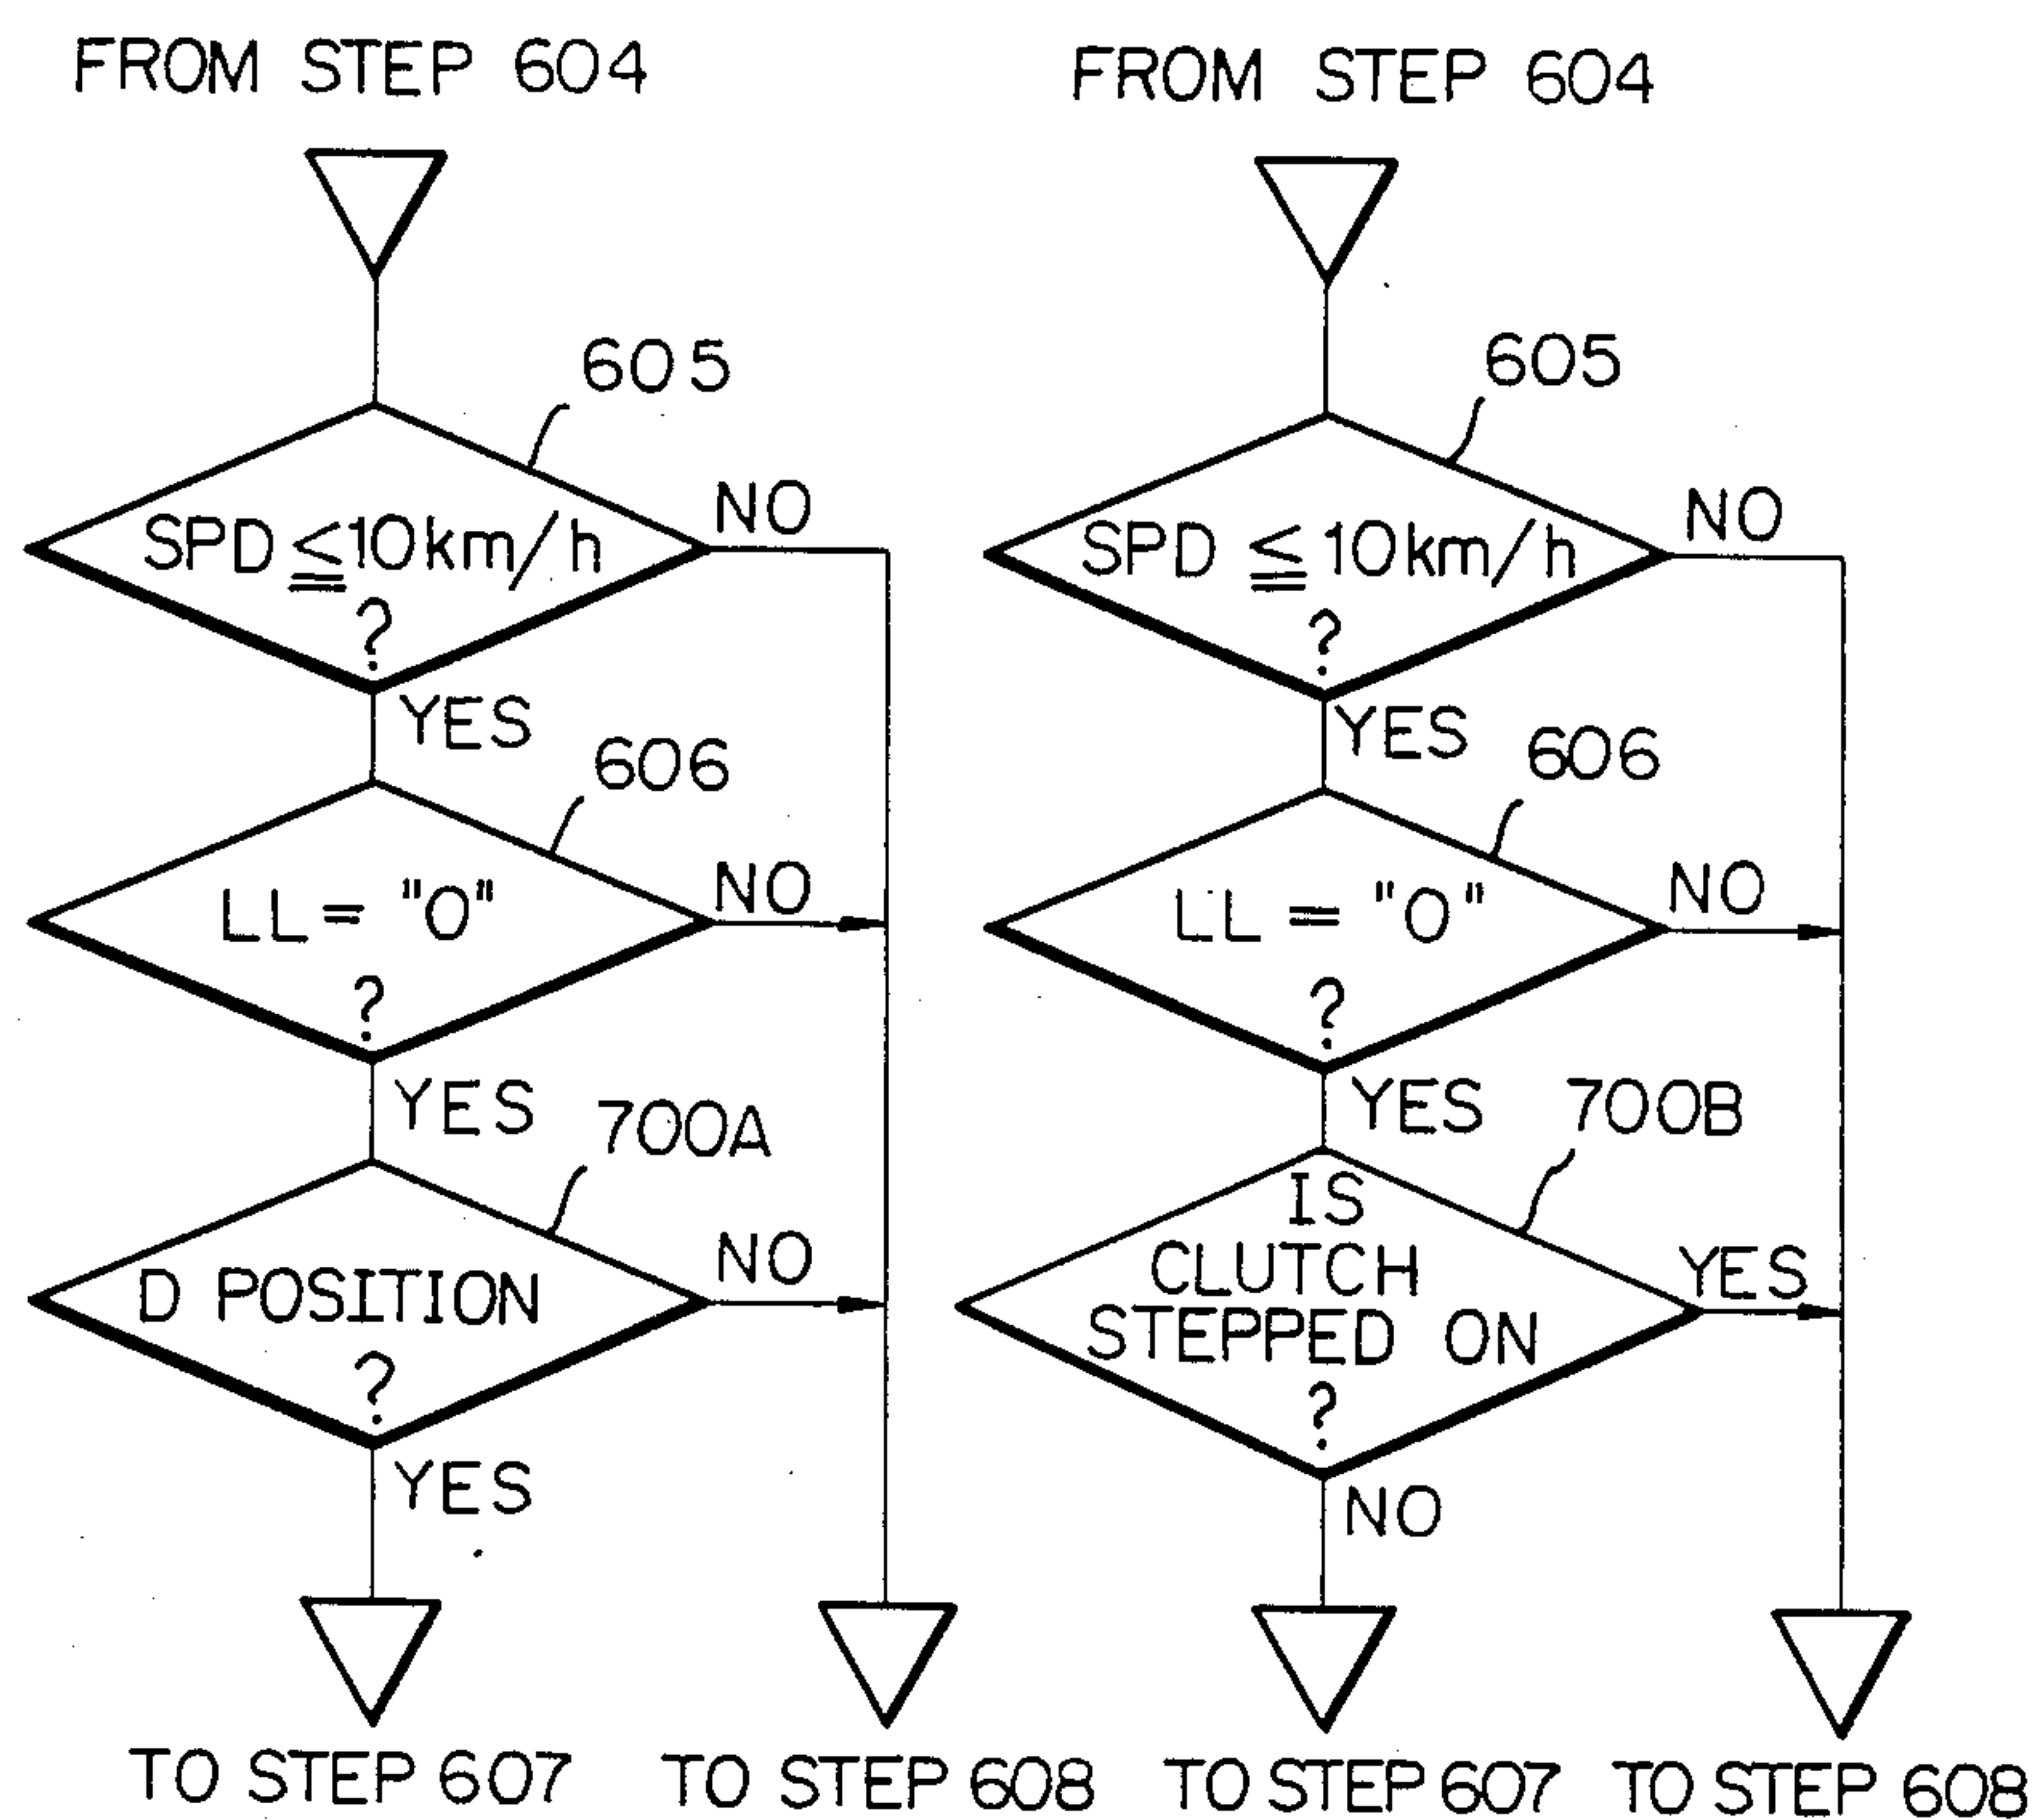 FROM STEP 604
605
SPD ≦ 10km/h
?
NO
YES
606
LL = "0"
?
NO
YES
700A
D POSITION
?
NO
YES
TO STEP 607
TO STEP 608
FROM STEP 604
605
SPD ≦ 10km/h
?
NO
YES
606
LL = "0"
?
NO
YES
700B
IS
CLUTCH
STEPPED ON
?
YES
NO
TO STEP 607
TO STEP 608